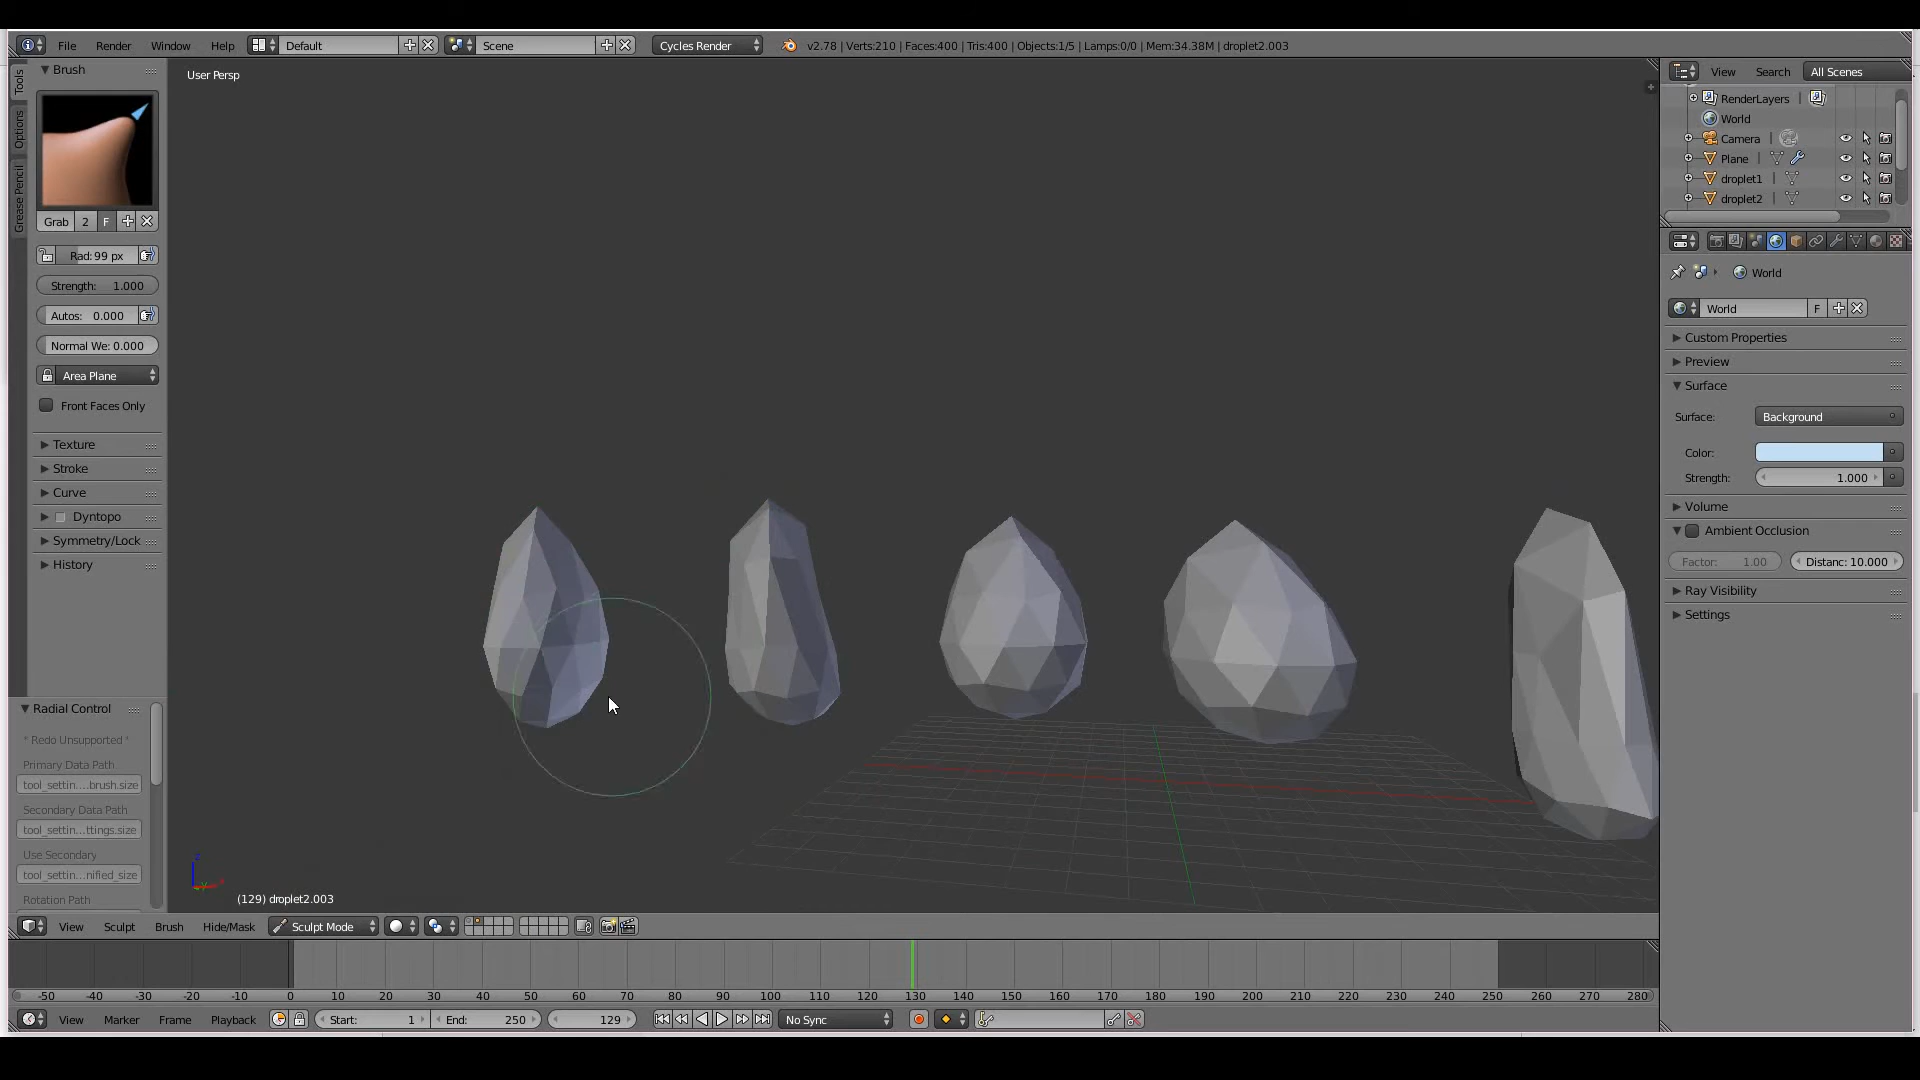 File Render Window Help Default Scene Cycles Render v2.78 | Verts:210 | Faces:400 | Tris:400 | Objects:1/5 | Lamps:0/0 | Mem:34.38M | droplet2.003
Brush
User Persp
Tools
Options
Grease Pencil
Grab 2 F
Rad: 99 px
Strength: 1.000
Autos: 0.000
Normal We: 0.000
Area Plane
Front Faces Only
Texture
Stroke
Curve
Dyntopo
Symmetry/Lock
History
Radial Control
* Redo Unsupported *
Primary Data Path
tool_settin....brush.size
Secondary Data Path
tool_settin...ttings.size
Use Secondary
tool_settin...nified_size
Rotation Path
(129) droplet2.003
View Search All Scenes
RenderLayers
World
Camera
Plane
droplet1
droplet2
World
World F
Custom Properties
Preview
Surface
Surface: Background
Color:
Strength: 1.000
Volume
Ambient Occlusion
Factor: 1.00 Distanc: 10.000
Ray Visibility
Settings
View Sculpt Brush Hide/Mask Sculpt Mode
-50 -40 -30 -20 -10 0 10 20 30 40 50 60 70 80 90 100 110 120 130 140 150 160 170 180 190 200 210 220 230 240 250 260 270 280
View Marker Frame Playback Start: 1 End: 250 129 No Sync